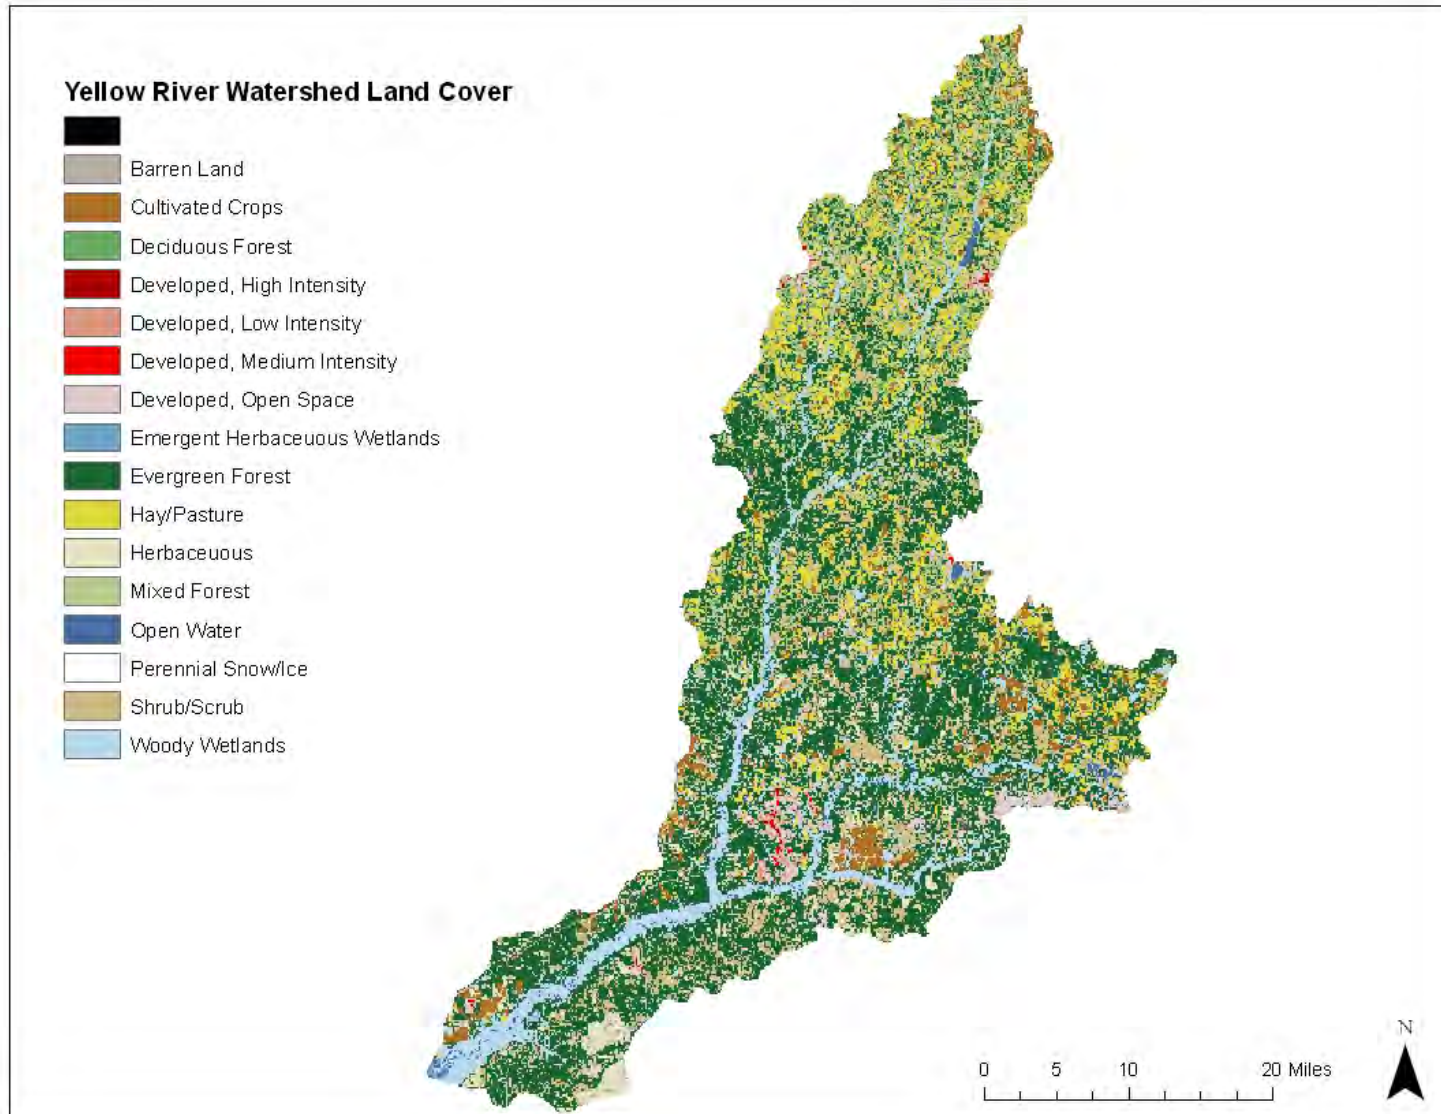 Yellow River Watershed Land Cover
Barren Land
Cultivated Crops
Deciduous Forest
Developed, High Intensity
Developed, Low Intensity
Developed, Medium Intensity
Developed, Open Space
Emergent Herbaceuous Wetlands
Evergreen Forest
Hay/Pasture
Herbaceuous
Mixed Forest
Open Water
Perennial Snow/Ice
Shrub/Scrub
Woody Wetlands
N
0 5 10 20 Miles